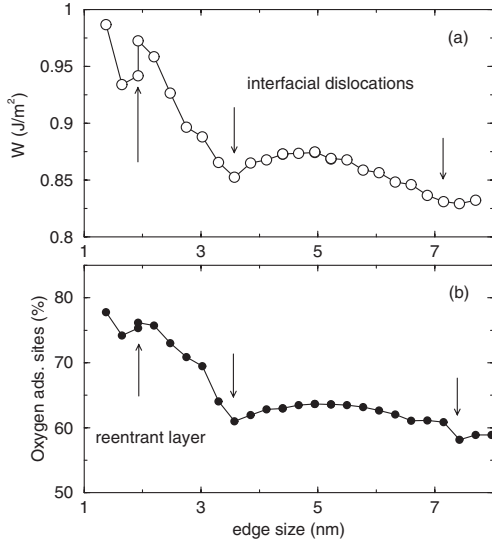 1
(a)
0.95
interfacial dislocations
W (J/m²)
0.9
0.85
0.8
1 3 5 7
80
(b)
Oxygen ads. sites (%)
70
60
reentrant layer
50
1 3 5 7
edge size (nm)